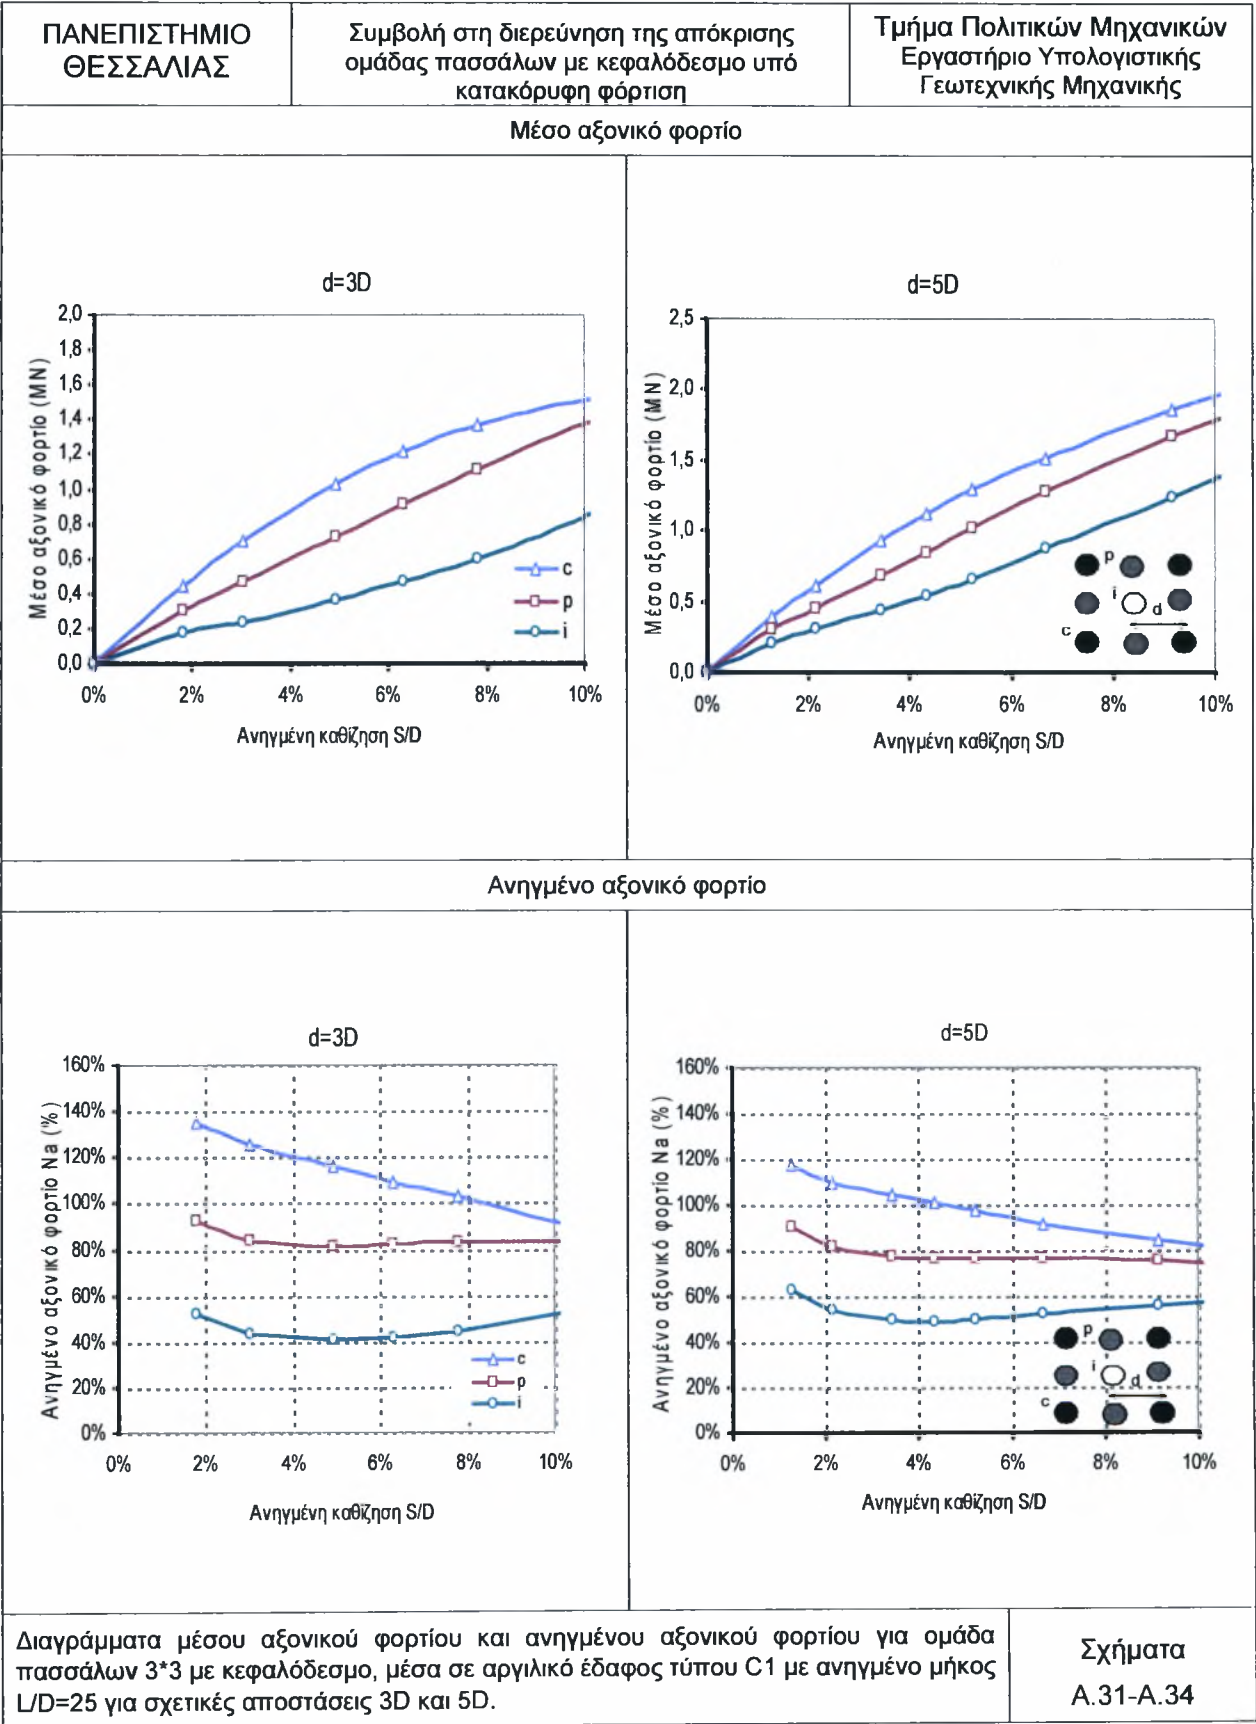 ΠΑΝΕΠΙΣΤΗΜΙΟ
ΘΕΣΣΑΛΙΑΣ
Συμβολή στη διερεύνηση της απόκρισης
ομάδας πασσάλων με κεφαλόδεσμο υπό
κατακόρυφη φόρτιση
Τμήμα Πολιτικών Μηχανικών
Εργαστήριο Υπολογιστικής
Γεωτεχνικής Μηχανικής
Μέσο αξονικό φορτίο
d=3D
Μέσο αξονικό φορτίο (MN)
2,0
1,8
1,6
1,4
1,2
1,0
0,8
0,6
0,4
0,2
0,0
c
p
i
0% 2% 4% 6% 8% 10%
Ανηγμένη καθίζηση S/D
d=5D
Μέσο αξονικό φορτίο (MN)
2,5
2,0
1,5
1,0
0,5
0,0
p
i
d
c
0% 2% 4% 6% 8% 10%
Ανηγμένη καθίζηση S/D
Ανηγμένο αξονικό φορτίο
d=3D
Ανηγμένο αξονικό φορτίο Na (%)
160%
140%
120%
100%
80%
60%
40%
20%
0%
c
p
i
0% 2% 4% 6% 8% 10%
Ανηγμένη καθίζηση S/D
d=5D
Ανηγμένο αξονικό φορτίο Na (%)
160%
140%
120%
100%
80%
60%
40%
20%
0%
p
i
d
c
0% 2% 4% 6% 8% 10%
Ανηγμένη καθίζηση S/D
Διαγράμματα μέσου αξονικού φορτίου και ανηγμένου αξονικού φορτίου για ομάδα
πασσάλων 3*3 με κεφαλόδεσμο, μέσα σε αργιλικό έδαφος τύπου C1 με ανηγμένο μήκος
L/D=25 για σχετικές αποστάσεις 3D και 5D.
Σχήματα
A.31-A.34